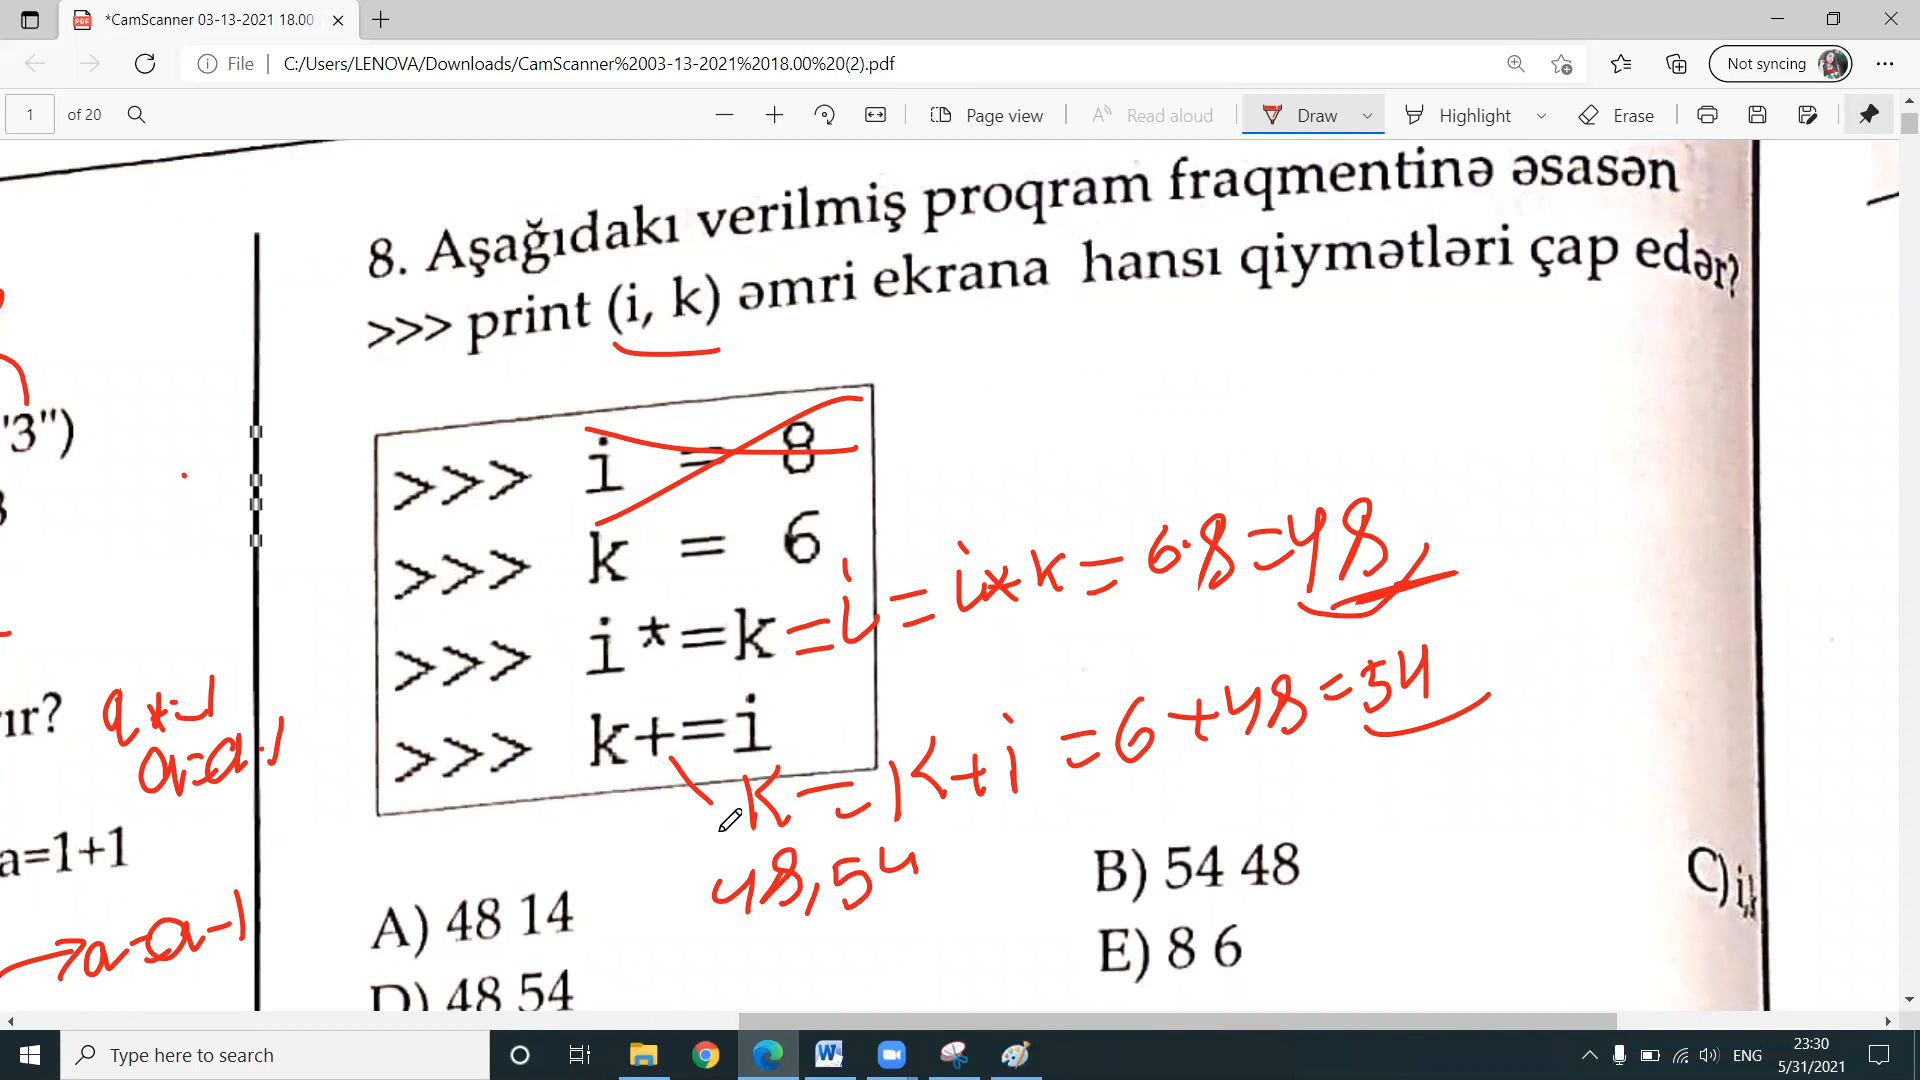 *CamScanner 03-13-2021 18.00
File
C:/Users/LENOVA/Downloads/CamScanner%2003-13-2021%2018.00%20(2).pdf
Not syncing
1 of 20
Page view
Read aloud
Draw
Highlight
Erase
8. Aşağıdakı verilmiş proqram fraqmentinə əsasən
>>> print (i, k) əmri ekrana hansı qiymətləri çap edər?
>>> i = 8
>>> k = 6
>>> i*=k = i = i*k = 6·8=48
>>> k+=i
k = k+i = 6+48=54
48,54
A) 48 14
B) 54 48
C) i,k
D) 48 54
E) 8 6
'3")
ır?
a*=1
a=a·1
a=1+1
→a=a-1
Type here to search
ENG
23:30
5/31/2021